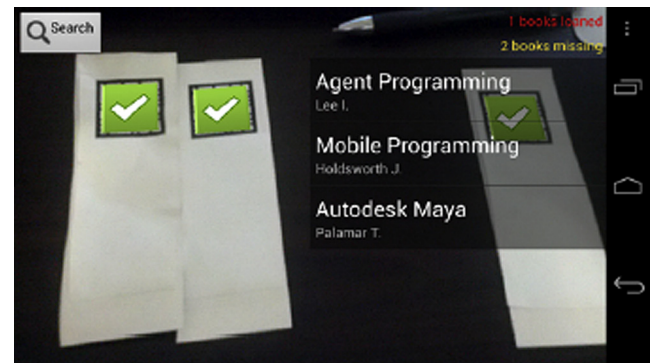 Search
1 books loaned
2 books missing
Agent Programming
Lee I.
Mobile Programming
Holdsworth J.
Autodesk Maya
Palamar T.